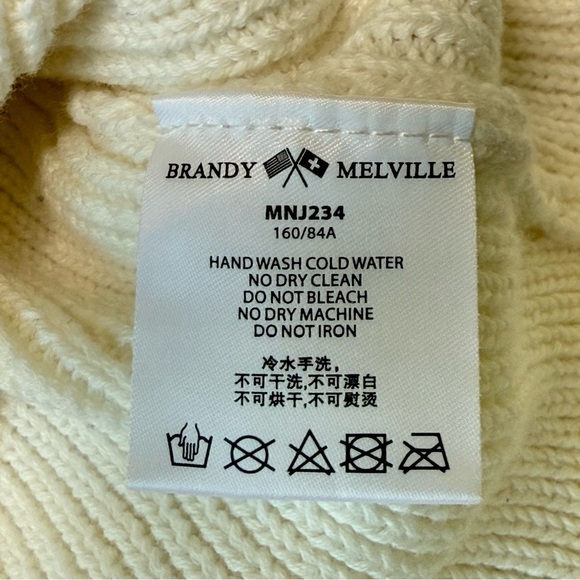 BRANDY MELVILLE
MNJ234
160/84A
HAND WASH COLD WATER
NO DRY CLEAN
DO NOT BLEACH
NO DRY MACHINE
DO NOT IRON
冷水手洗，
不可干洗,不可漂白
不可烘干,不可熨烫